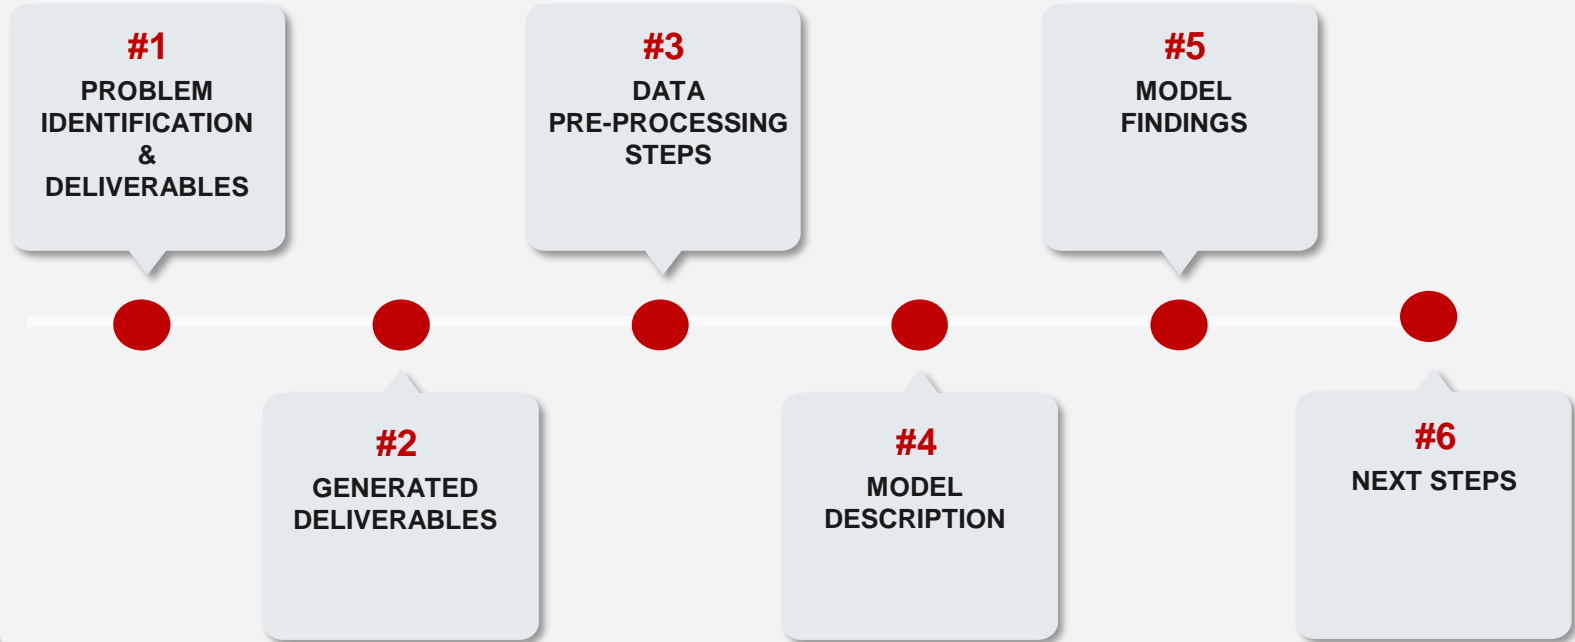 #1
PROBLEM
IDENTIFICATION
&
DELIVERABLES
#2
GENERATED
DELIVERABLES
#3
DATA
PRE-PROCESSING
STEPS
#4
MODEL
DESCRIPTION
#5
MODEL
FINDINGS
#6
NEXT STEPS